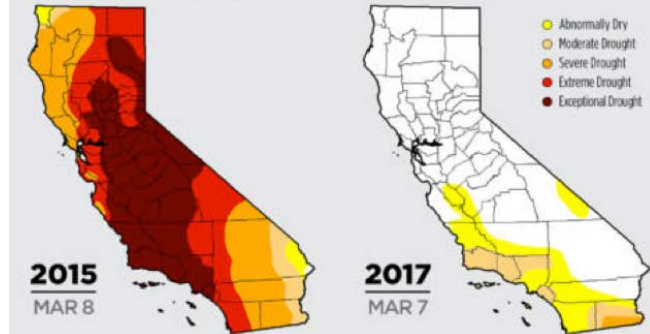 Abnormally Dry
Moderate Drought
Severe Drought
Extreme Drought
Exceptional Drought
2015
MAR 8
2017
MAR 7